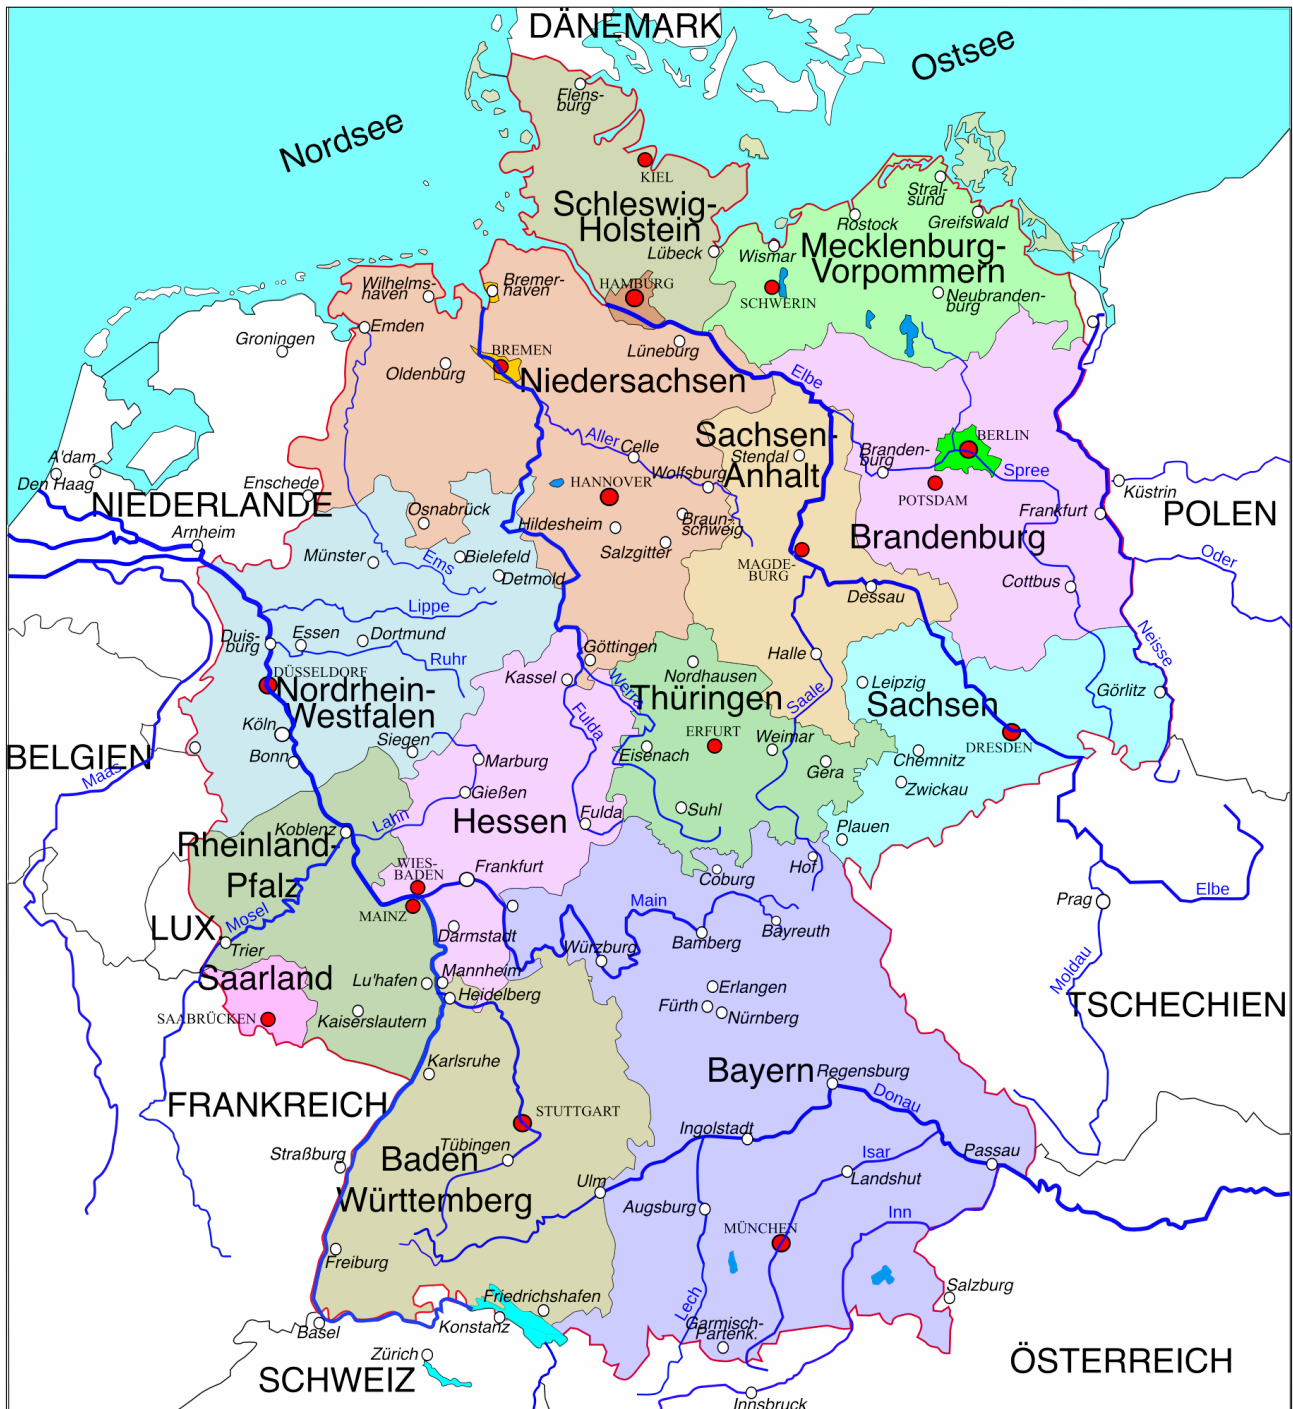 DÄNEMARK
Ostsee
Nordsee
Flens-
burg
KIEL
Schleswig-
Holstein
Stral-
sund
Rostock
Greifswald
Lübeck
Wismar
Mecklenburg-
Vorpommern
Wilhelms-
haven
Bremer-
haven
HAMBURG
SCHWERIN
Neubranden-
burg
Emden
Groningen
Lüneburg
BREMEN
Oldenburg
Niedersachsen
Elbe
Aller
Celle
Sachsen-
Anhalt
Stendal
Branden-
burg
BERLIN
Spree
A'dam
Den Haag
NIEDERLANDE
Enschede
HANNOVER
Wolfsburg
POTSDAM
Küstrin
POLEN
Osnabrück
Hildesheim
Braun-
schweig
Salzgitter
Frankfurt
Brandenburg
Arnheim
Münster
Ems
Bielefeld
Detmold
MAGDE-
BURG
Oder
Cottbus
Dessau
Lippe
Duis-
burg
Essen
Dortmund
Ruhr
Göttingen
Halle
Neisse
DÜSSELDORF
Nordrhein-
Westfalen
Kassel
Werra
Nordhausen
Thüringen
Saale
Leipzig
Sachsen
Görlitz
Köln
Fulda
Siegen
Bonn
ERFURT
Weimar
Eisenach
DRESDEN
BELGIEN
Maas
Marburg
Gera
Chemnitz
Zwickau
Gießen
Suhl
Lahn
Hessen
Fulda
Koblenz
Plauen
Rheinland-
Pfalz
WIES-
BADEN
Frankfurt
Hof
Coburg
Elbe
Prag
Mosel
MAINZ
Main
LUX.
Trier
Darmstadt
Würzburg
Bamberg
Bayreuth
Saarland
Lu'hafen
Mannheim
Heidelberg
Erlangen
Moldau
TSCHECHIEN
SAABRÜCKEN
Kaiserslautern
Fürth
Nürnberg
Karlsruhe
Bayern
Regensburg
FRANKREICH
STUTTGART
Donau
Ingolstadt
Straßburg
Tübingen
Baden
Württemberg
Isar
Passau
Ulm
Landshut
Augsburg
Inn
MÜNCHEN
Freiburg
Salzburg
Friedrichshafen
Lech
Basel
Konstanz
Garmisch-
Partenk.
Zürich
SCHWEIZ
ÖSTERREICH
Innsbruck